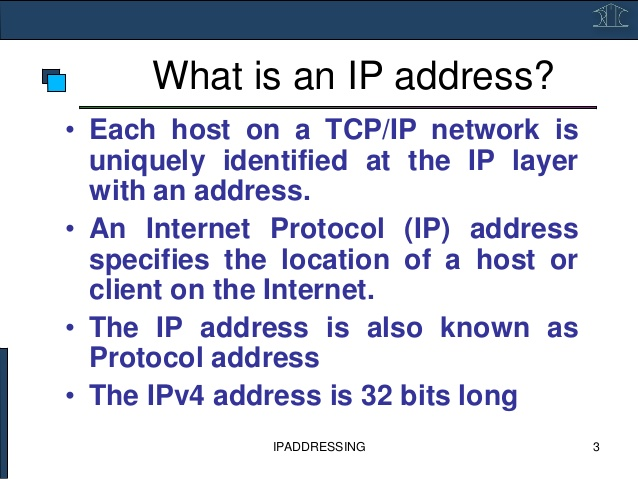 What is an IP address?
• Each host on a TCP/IP network is
uniquely identified at the IP layer
with an address.
• An Internet Protocol (IP) address
specifies the location of a host or
client on the Internet.
• The IP address is also known as
Protocol address
• The IPv4 address is 32 bits long
IPADDRESSING
3